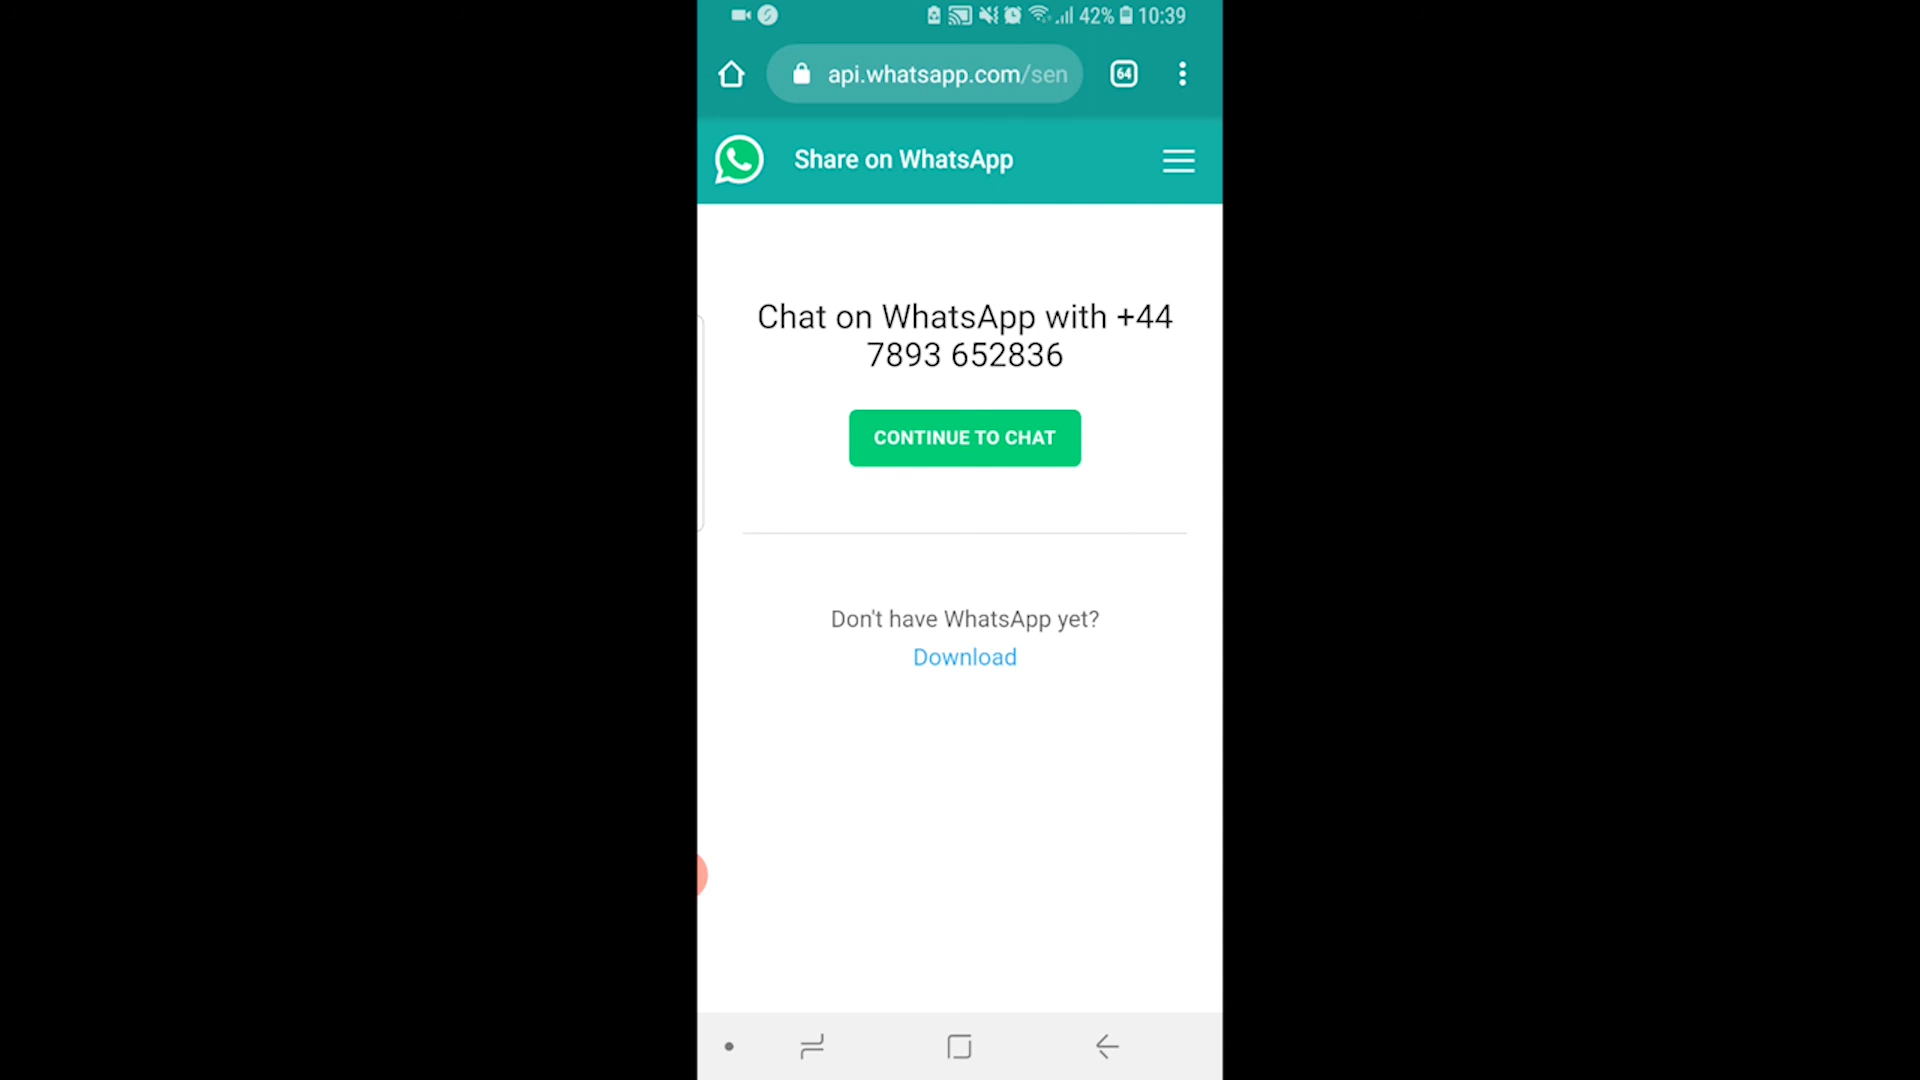 42% 10:39
api.whatsapp.com/sen
64
Share on WhatsApp
Chat on WhatsApp with +44
7893 652836
CONTINUE TO CHAT
Don't have WhatsApp yet?
Download